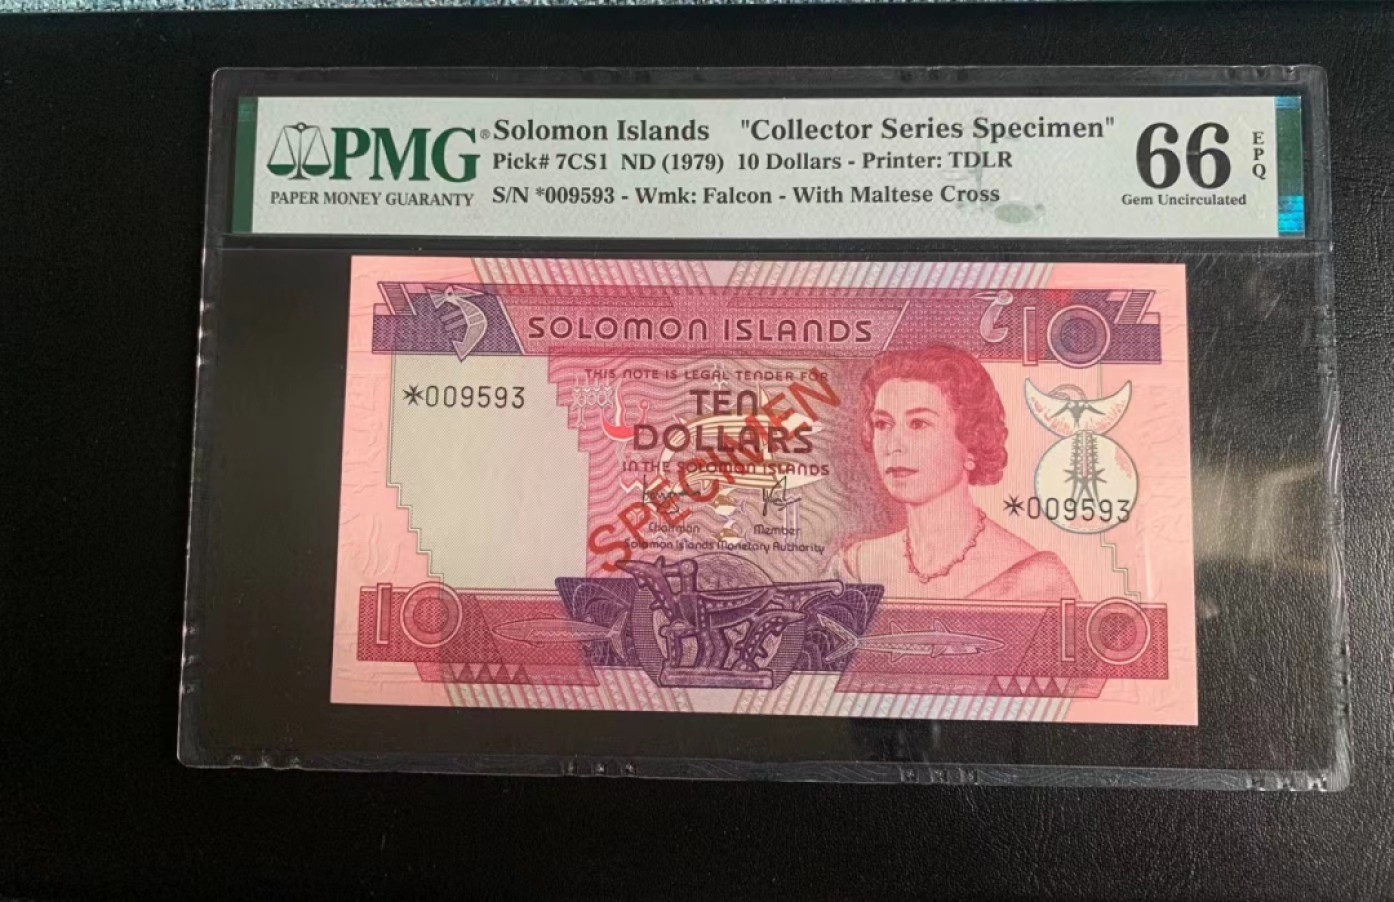 PMG® Solomon Islands "Collector Series Specimen" 66 EPQ
Pick# 7CS1 ND (1979) 10 Dollars - Printer: TDLR
PAPER MONEY GUARANTY S/N *009593 - Wmk: Falcon - With Maltese Cross Gem Uncirculated
SOLOMON ISLANDS 10
THIS NOTE IS LEGAL TENDER FOR
*009593
TEN
DOLLARS
IN THE SOLOMON ISLANDS
SPECIMEN
*009593
Chairman Member
Solomon Islands Monetary Authority
10 10